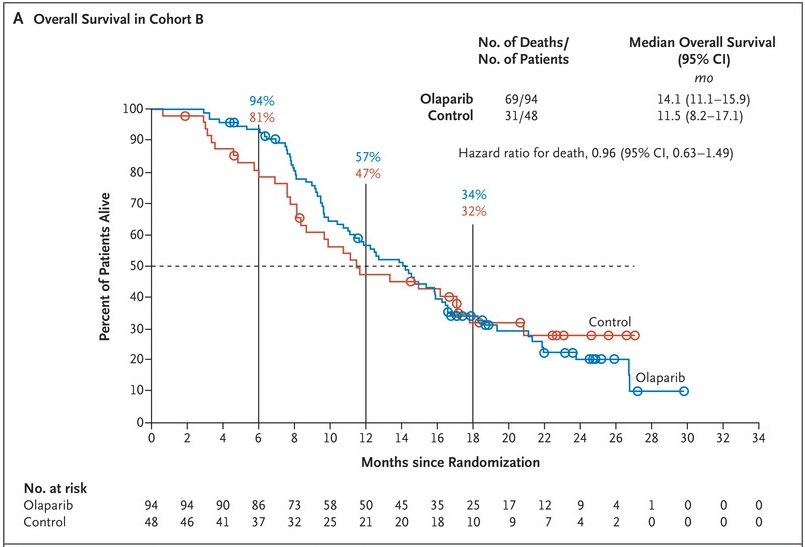 A Overall Survival in Cohort B
No. of Deaths/
No. of Patients
Median Overall Survival
(95% CI)
mo
Olaparib 69/94 14.1 (11.1–15.9)
Control 31/48 11.5 (8.2–17.1)
Hazard ratio for death, 0.96 (95% CI, 0.63–1.49)
94%
81%
57%
47%
34%
32%
Percent of Patients Alive
100
90
80
70
60
50
40
30
20
10
0
Control
Olaparib
0 2 4 6 8 10 12 14 16 18 20 22 24 26 28 30 32 34
Months since Randomization
No. at risk
Olaparib 94 94 90 86 73 58 50 45 35 25 17 12 9 4 1 0 0 0
Control 48 46 41 37 32 25 21 20 18 10 9 7 4 2 0 0 0 0